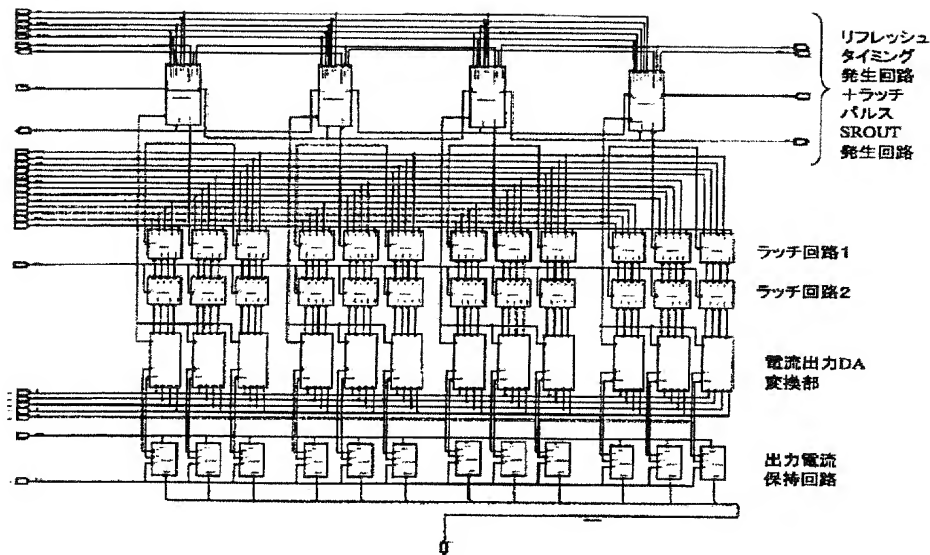 リフレッシュ
タイミング
発生回路
＋ラッチ
パルス
SROUT
発生回路
ラッチ回路1
ラッチ回路2
電流出力DA
変換部
出力電流
保持回路